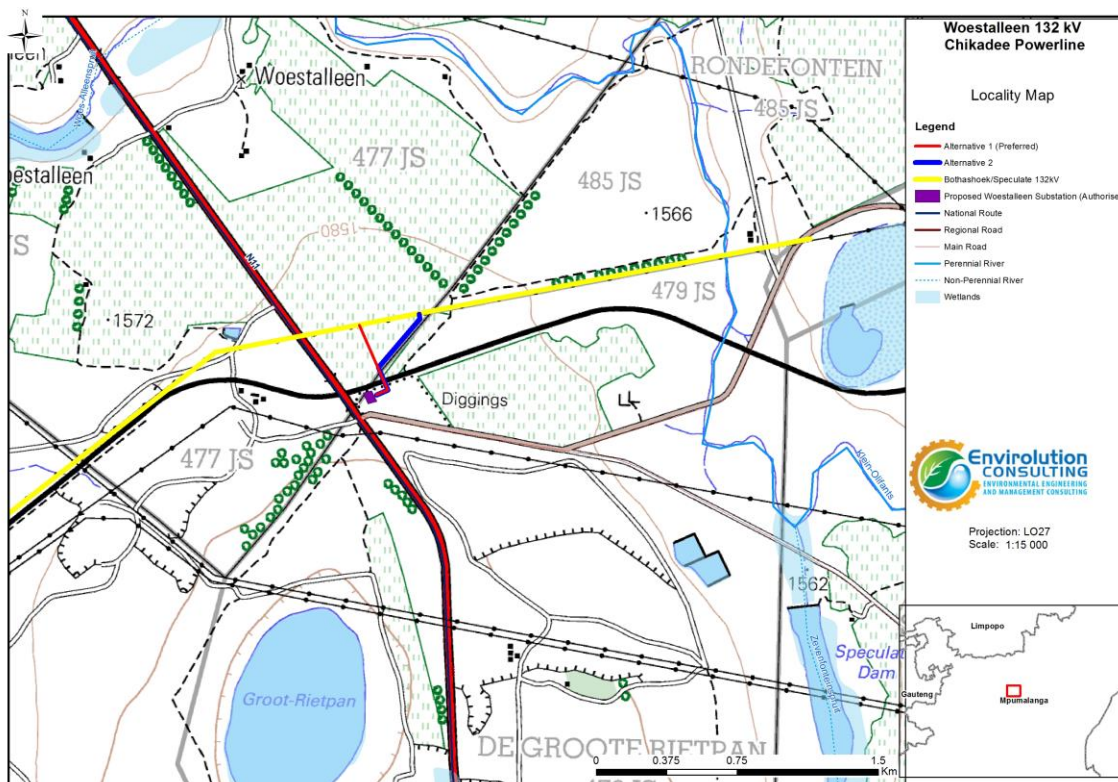 N
Woestalleen
RONDEFONTEIN
477 JS
485 JS
485 JS
1566
1580
N11
479 JS
1572
Diggings
477 JS
Klein-Olifants
1562
Groot-Rietpan
Zevenfonteinspruit
Dam
DE GROOTE RIETPAN
0 0.375 0.75 1.5
Km
Woestalleen 132 kV
Chikadee Powerline
Locality Map
Legend
Alternative 1 (Preferred)
Alternative 2
Bothashoek/Speculate 132kV
Proposed Woestalleen Substation (Authorise
National Route
Regional Road
Main Road
Perennial River
Non-Perennial River
Wetlands
Envirolution
CONSULTING
ENVIRONMENTAL ENGINEERING
AND MANAGEMENT CONSULTING
Projection: LO27
Scale: 1:15 000
Limpopo
Gauteng
Mpumalanga